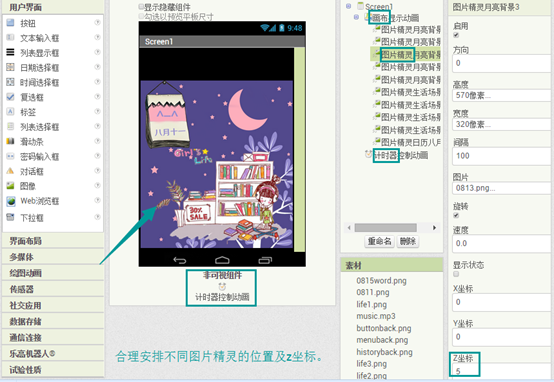 用户界面
按钮
文本输入框
列表显示框
日期选择框
时间选择框
复选框
标签
列表选择框
滑动条
密码输入框
对话框
图像
Web浏览框
下拉框
界面布局
多媒体
绘图动画
传感器
社交应用
数据存储
通信连接
乐高机器人®
试验性质
显示隐藏组件
勾选以预览平板尺寸
9:48
Screen1
八月十一
30%
SALE
非可视组件
计时器控制动画
合理安排不同图片精灵的位置及z坐标。
Screen1
画布显示动画
图片精灵月亮背景
图片精灵月亮背景
图片精灵月亮背景
图片精灵月亮背景
图片精灵生活场景
图片精灵生活场景
图片精灵生活场景
图片精灵生活场景
图片精灵日历八月
计时器控制动画
重命名
删除
素材
0815word.png
0811.png
life1.png
music.mp3
buttonback.png
menuback.png
historyback.png
life3.png
life2.png
图片精灵月亮背景3
启用
方向
0
高度
570像素...
宽度
320像素...
间隔
100
图片
0813.png...
旋转
速度
0.0
显示状态
X坐标
0
Y坐标
0
Z坐标
5